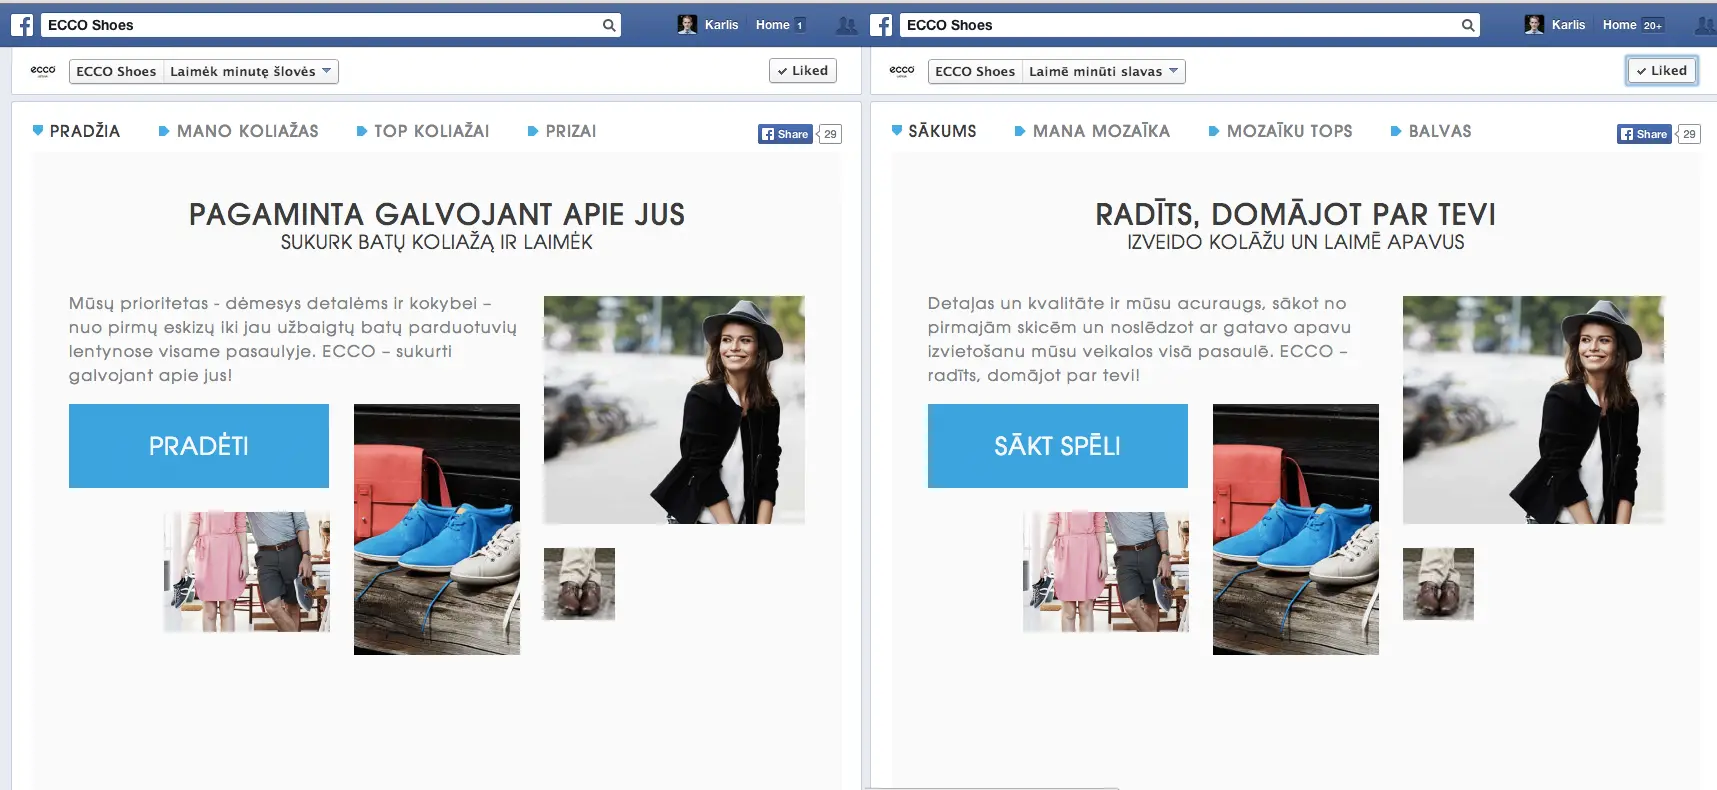 ECCO Shoes
Karlis
Home 1
ecco
ECCO Shoes
Laimėk minutę šlovės
✓ Liked
PRADŽIA
MANO KOLIAŽAS
TOP KOLIAŽAI
PRIZAI
Share
29
PAGAMINTA GALVOJANT APIE JUS
SUKURK BATŲ KOLIAŽĄ IR LAIMĖK
Mūsų prioritetas - dėmesys detalėms ir kokybei –
nuo pirmų eskizų iki jau užbaigtų batų parduotuvių
lentynose visame pasaulyje. ECCO – sukurti
galvojant apie jus!
PRADĖTI
ECCO Shoes
Karlis
Home 20+
ecco
ECCO Shoes
Laimē minūti slavas
✓ Liked
SĀKUMS
MANA MOZAĪKA
MOZAĪKU TOPS
BALVAS
Share
29
RADĪTS, DOMĀJOT PAR TEVI
IZVEIDO KOLĀŽU UN LAIMĒ APAVUS
Detaļas un kvalitāte ir mūsu acuraugs, sākot no
pirmajām skicēm un noslēdzot ar gatavo apavu
izvietošanu mūsu veikalos visā pasaulē. ECCO –
radīts, domājot par tevi!
SĀKT SPĒLI